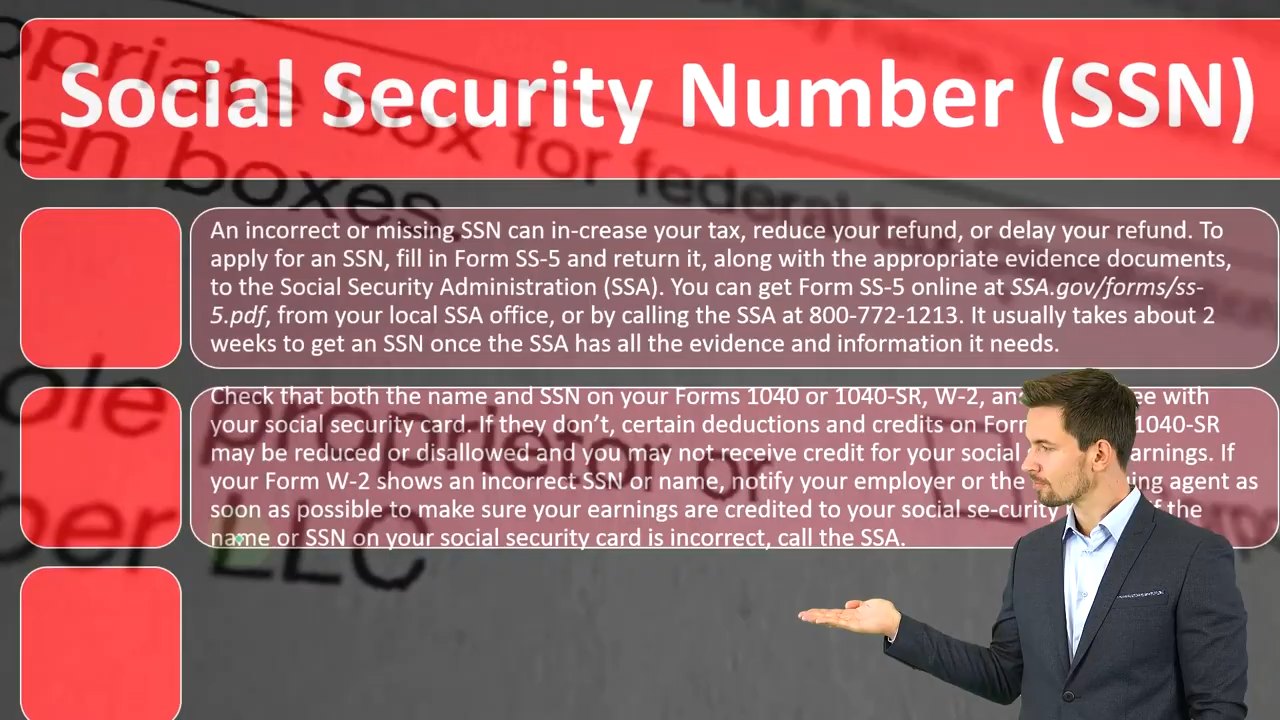 Social Security Number (SSN)
An incorrect or missing SSN can in-crease your tax, reduce your refund, or delay your refund. To
apply for an SSN, fill in Form SS-5 and return it, along with the appropriate evidence documents,
to the Social Security Administration (SSA). You can get Form SS-5 online at SSA.gov/forms/ss-
5.pdf, from your local SSA office, or by calling the SSA at 800-772-1213. It usually takes about 2
weeks to get an SSN once the SSA has all the evidence and information it needs.
Check that both the name and SSN on your Forms 1040 or 1040-SR, W-2, with
your social security card. If they don’t, certain deductions and credits on 1040-SR
may be reduced or disallowed and you may not receive credit for your social If
your Form W-2 shows an incorrect SSN or name, notify your employer or the agent as
soon as possible to make sure your earnings are credited to your social se-curity the
name or SSN on your social security card is incorrect, call the SSA.
box for federal tax
boxes.
proprietor or
LLC